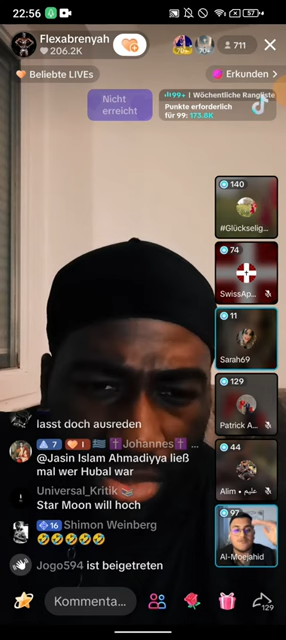 22:56
57
Flexabrenyah
206.2K
711
Beliebte LIVEs
Erkunden >
Nicht erreicht
99+ | Wöchentliche Rangliste
Punkte erforderlich
für 99: 173.8K
140
#Glückselig...
74
SwissAp...
11
Sarah69
129
Patrick A...
44
Alim • عليم
97
Al-Moejahid
lasst doch ausreden
7 1 Johannes ...
@Jasin Islam Ahmadiyya ließ
mal wer Hubal war
Universal_Kritik
Star Moon will hoch
16 Shimon Weinberg
🤣🤣🤣🤣🤣
Jogo594 ist beigetreten
Kommenta...
129